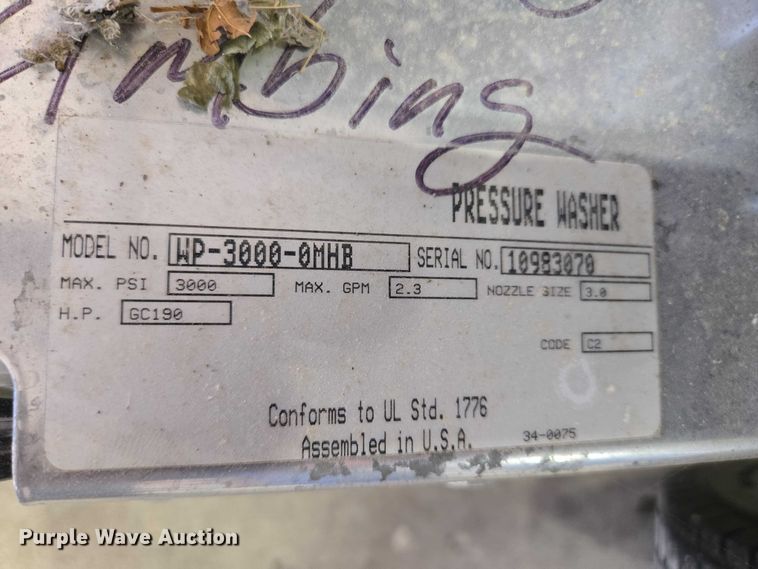 PRESSURE WASHER
MODEL NO. WP-3000-0MHB SERIAL NO. 10983070
MAX. PSI 3000 MAX. GPM 2.3 NOZZLE SIZE 3.0
H.P. GC190
CODE C2
Conforms to UL Std. 1776
Assembled in U.S.A. 34-0075
Purple Wave Auction